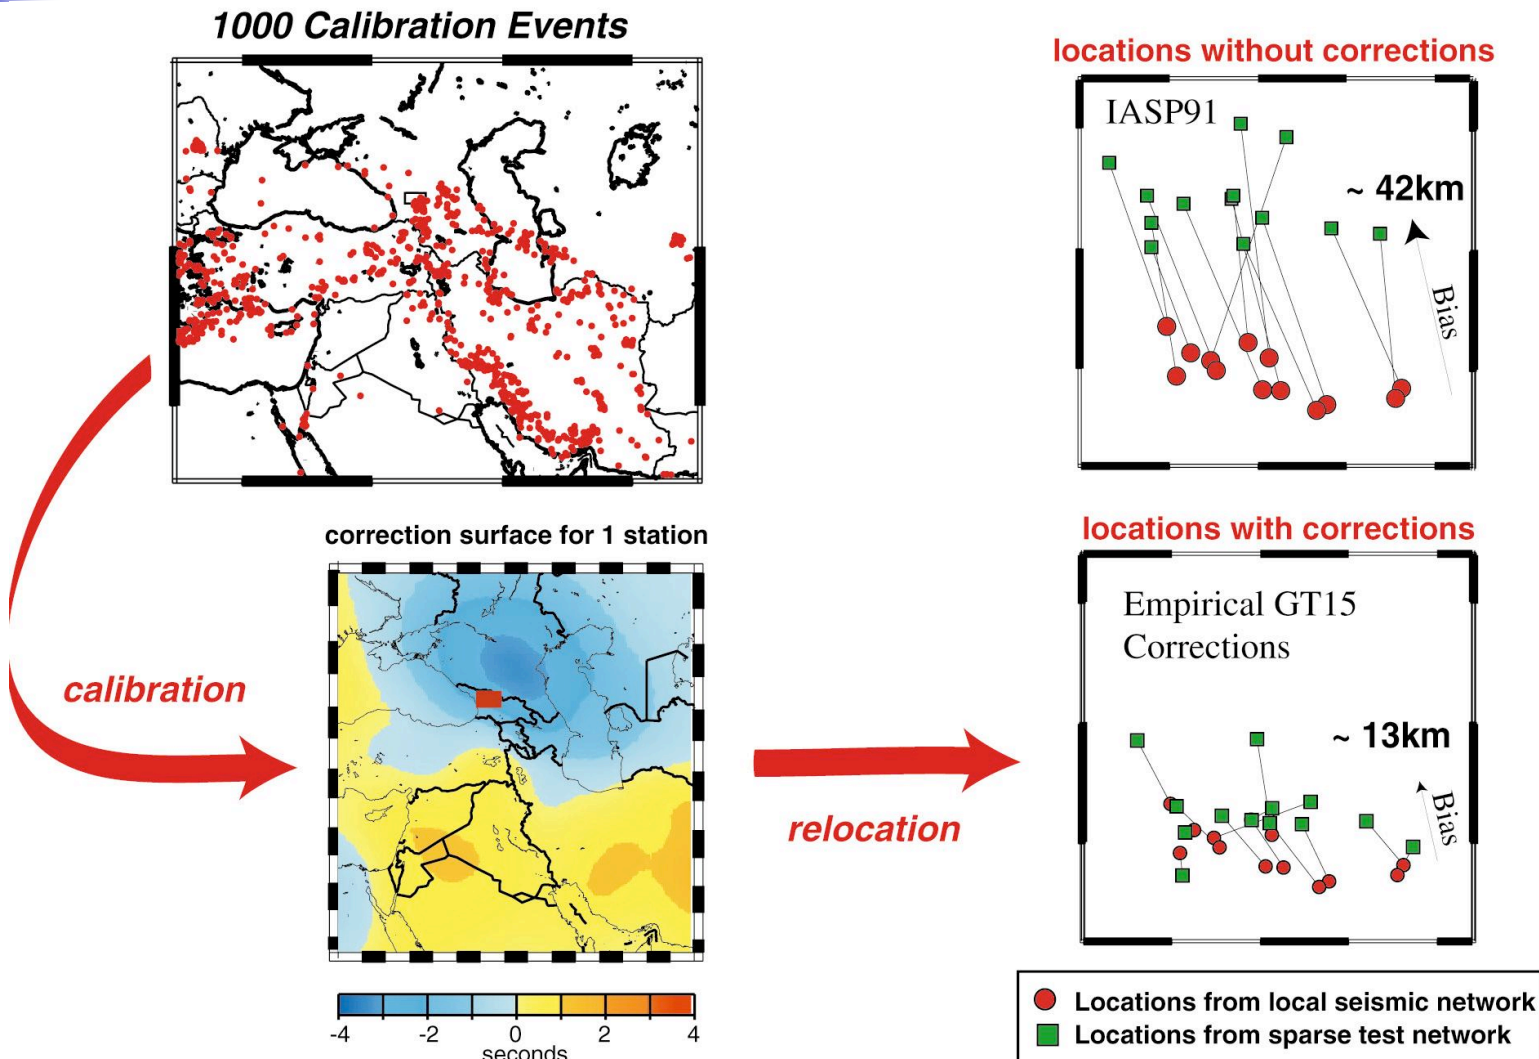 1000 Calibration Events
locations without corrections
IASP91
~ 42km
Bias
correction surface for 1 station
locations with corrections
Empirical GT15
Corrections
calibration
~ 13km
Bias
relocation
-4 -2 0 2 4
seconds
Locations from local seismic network
Locations from sparse test network